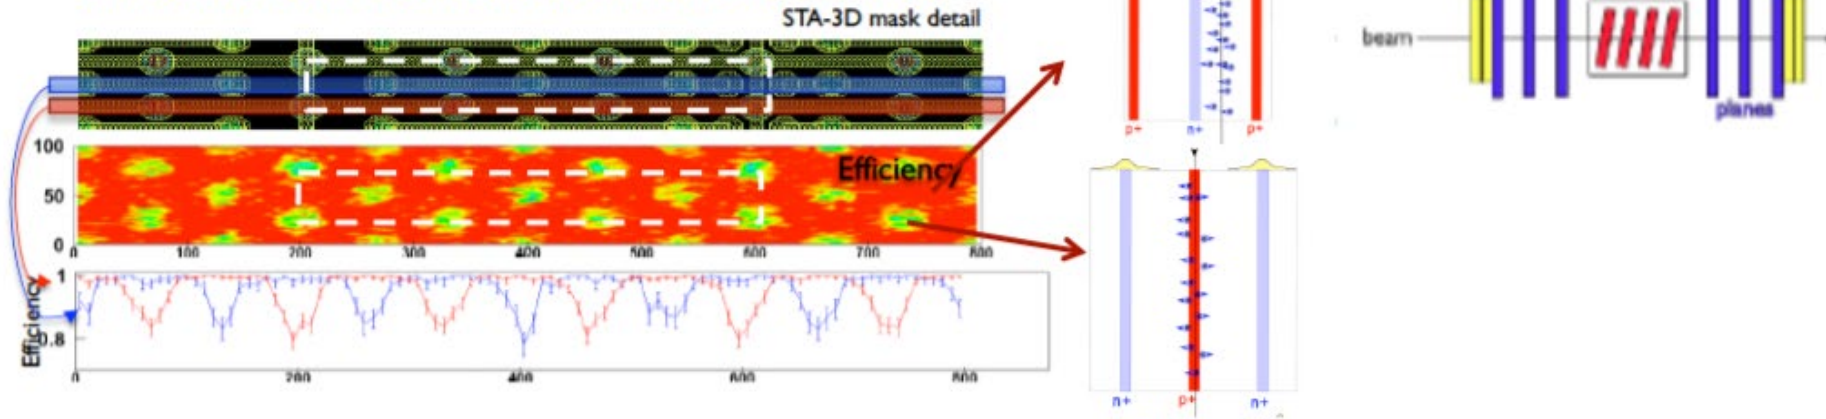 STA-3D mask detail
100
50
0
Efficiency
0 100 200 300 400 500 600 700 800
Efficiency
1
0.8
0 200 400 600 800
p+ n+ p+
n+ p+ n+
beam
planes